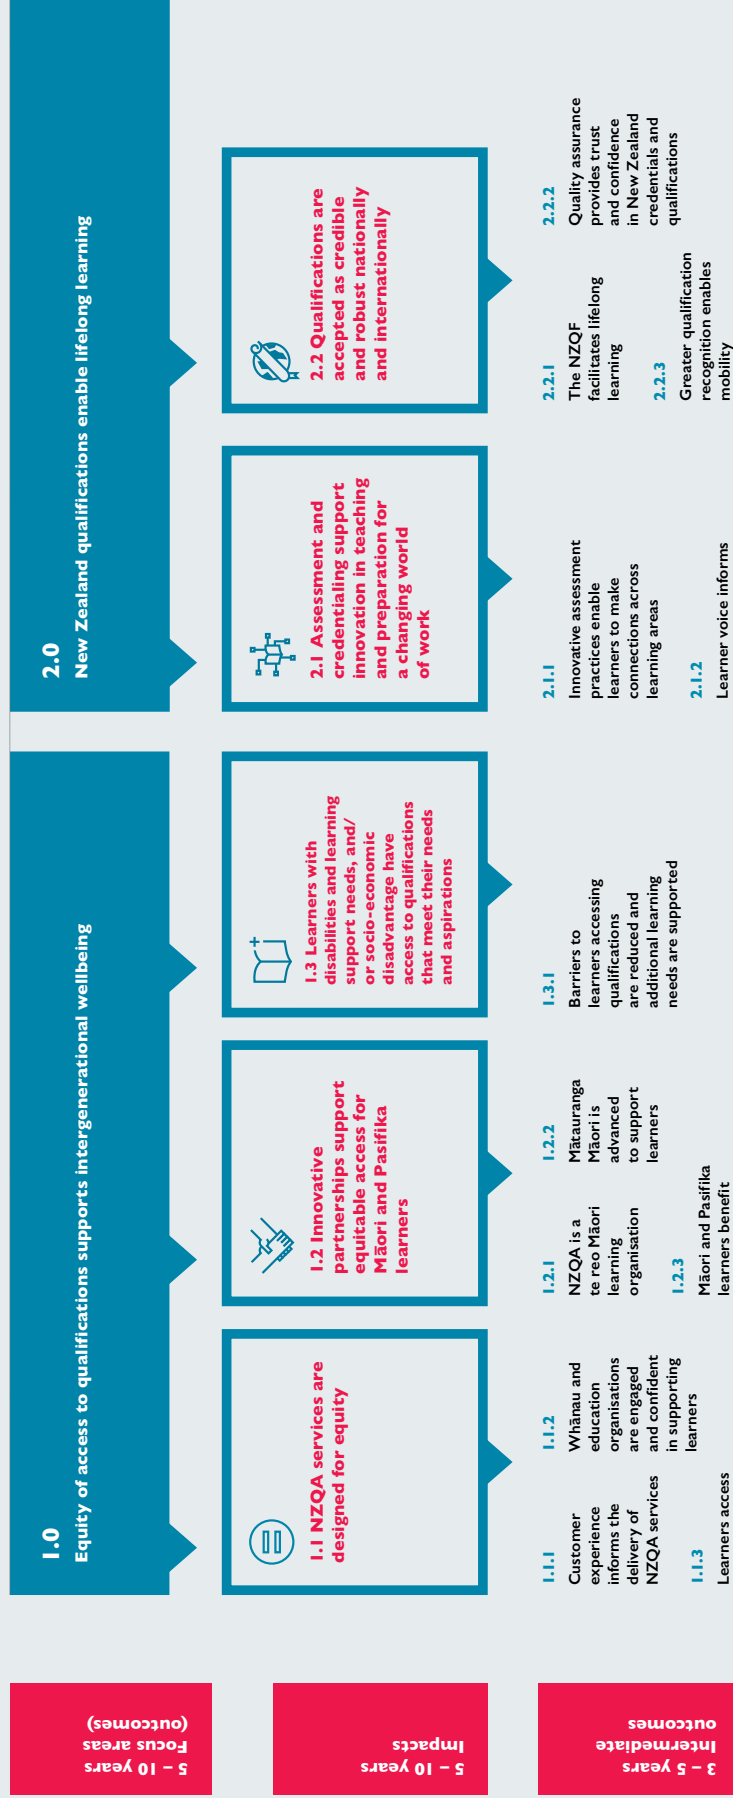 5 – 10 years
Focus areas
(outcomes)
1.0
Equity of access to qualifications supports intergenerational wellbeing
2.0
New Zealand qualifications enable lifelong learning
5 – 10 years
Impacts
1.1 NZQA services are
designed for equity
1.2 Innovative
partnerships support
equitable access for
Māori and Pasifika
learners
1.3 Learners with
disabilities and learning
support needs, and/
or socio-economic
disadvantage have
access to qualifications
that meet their needs
and aspirations
2.1 Assessment and
credentialing support
innovation in teaching
and preparation for
a changing world
of work
2.2 Qualifications are
accepted as credible
and robust nationally
and internationally
3 – 5 years
Intermediate
outcomes
1.1.1
Customer
experience
informs the
delivery of
NZQA services
1.1.2
Whānau and
education
organisations
are engaged
and confident
in supporting
learners
1.1.3
Learners access
1.2.1
NZQA is a
te reo Māori
learning
organisation
1.2.2
Mātauranga
Māori is
advanced
to support
learners
1.2.3
Māori and Pasifika
learners benefit
1.3.1
Barriers to
learners accessing
qualifications
are reduced and
additional learning
needs are supported
2.1.1
Innovative assessment
practices enable
learners to make
connections across
learning areas
2.1.2
Learner voice informs
2.2.1
The NZQF
facilitates lifelong
learning
2.2.2
Quality assurance
provides trust
and confidence
in New Zealand
credentials and
qualifications
2.2.3
Greater qualification
recognition enables
mobility